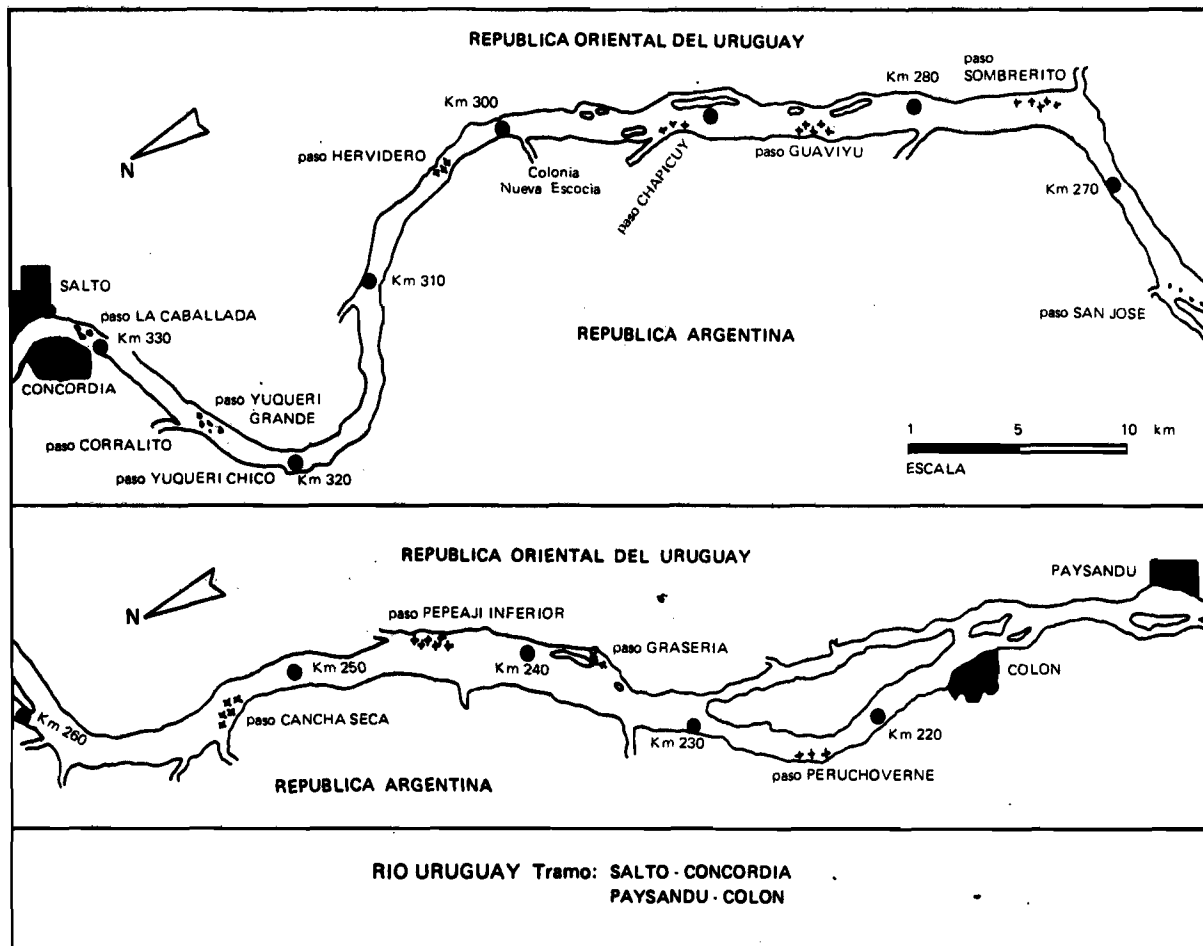 REPUBLICA ORIENTAL DEL URUGUAY
paso
SOMBRERITO
Km 280
Km 300
paso HERVIDERO
N
Colonia
Nueva Escocia
paso CHAPICUY
paso GUAVIYU
Km 270
Km 310
SALTO
paso LA CABALLADA
Km 330
REPUBLICA ARGENTINA
paso SAN JOSE
CONCORDIA
paso YUQUERI
GRANDE
paso CORRALITO
paso YUQUERI CHICO
Km 320
1 5 10 km
ESCALA
REPUBLICA ORIENTAL DEL URUGUAY
PAYSANDU
N
paso PEPEAJI INFERIOR
paso GRASERIA
Km 250
Km 240
COLON
Km 260
paso CANCHA SECA
Km 230
Km 220
paso PERUCHOVERNE
REPUBLICA ARGENTINA
RIO URUGUAY Tramo: SALTO - CONCORDIA
PAYSANDU - COLON